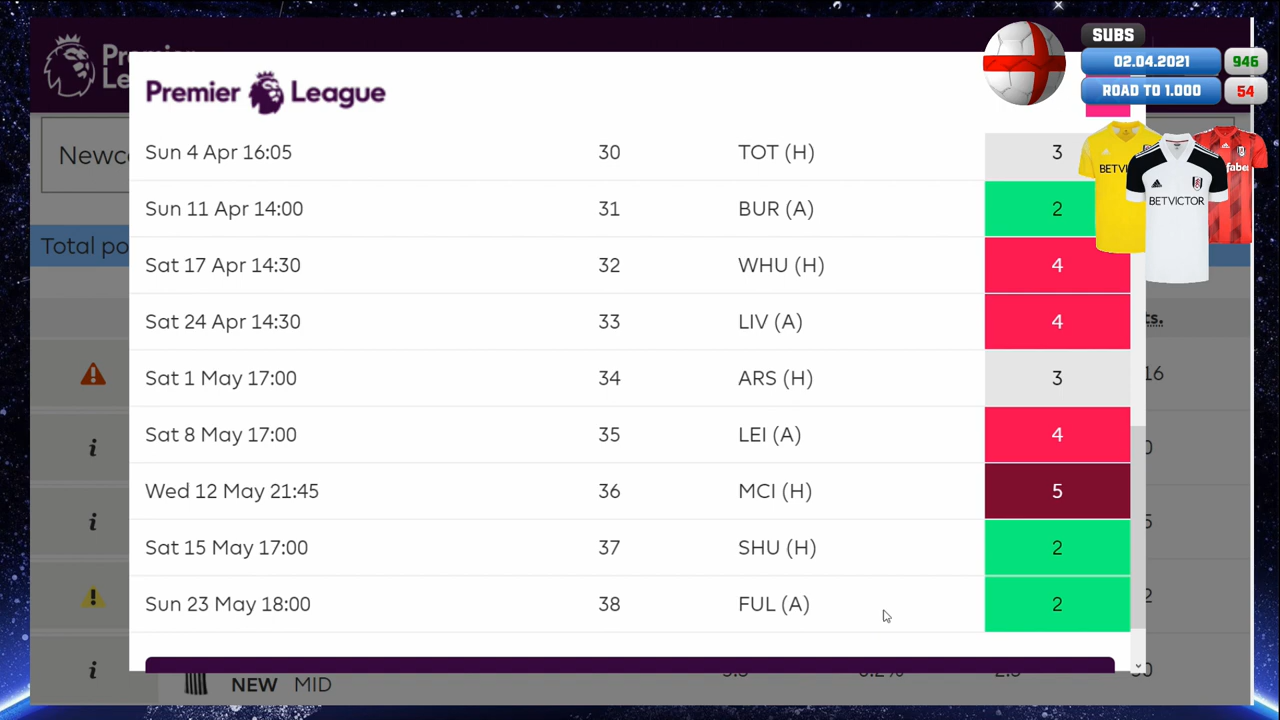 Premier League
SUBS
02.04.2021 946
ROAD TO 1.000 54
Sun 4 Apr 16:05 30 TOT (H) 3
Sun 11 Apr 14:00 31 BUR (A) 2
Sat 17 Apr 14:30 32 WHU (H) 4
Sat 24 Apr 14:30 33 LIV (A) 4
Sat 1 May 17:00 34 ARS (H) 3
Sat 8 May 17:00 35 LEI (A) 4
Wed 12 May 21:45 36 MCI (H) 5
Sat 15 May 17:00 37 SHU (H) 2
Sun 23 May 18:00 38 FUL (A) 2
BETVICTOR
Total po
NEW MID